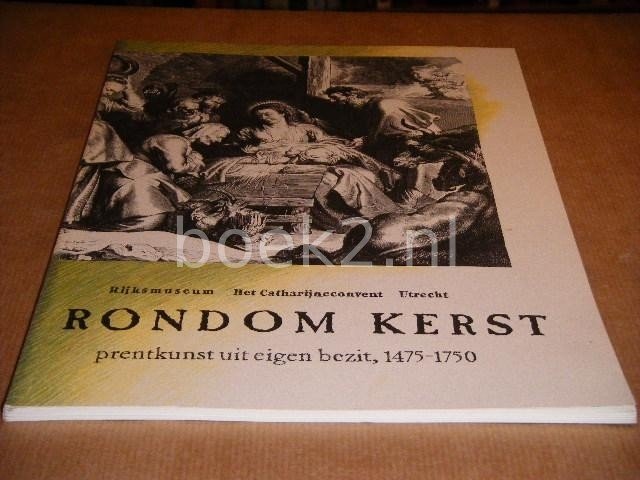 boek2.nl
Rijksmuseum Het Catharijneconvent Utrecht
RONDOM KERST
prentkunst uit eigen bezit, 1475-1750